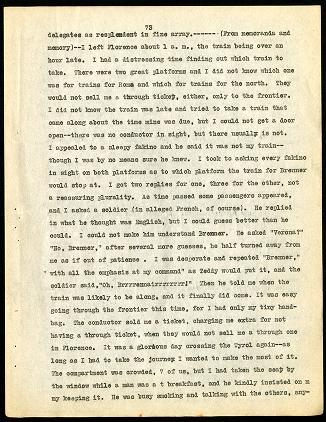 73
delegates as resplendent in fine array.------- (From memoranda and
memory)--I left Florence about 1 a. m., the train being over an
hour late. I had a distressing time finding out which train to
take. There were two great platforms and I did not know which one
was for trains for Rome and which for trains for the north. They
would not sell me a through ticket, either, only to the frontier.
I did not know the train was late and tried to take a train that
came along about the time mine was due, but I could not get a door
open--there was no conductor in sight, but there usually is not.
I appealed to a sleepy fakino and he said it was not my train--
though I was by no means sure he knew. I took to asking every fakino
in sight on both platforms as to which platform the train for Bremner
would stop at. I got two replies for one, three for the other, not
a reassuring plurality. As time passed some passengers appeared,
and I asked a soldier (in alleged French, of course). He replied
in what he thought was English, but I could guess better than he
could. I could not make him understand Bremner. He asked "Verona?"
"No, Bremner," after several more guesses, he half turned away from
me as if out of patience . I was desperate and repeated "Bremner,"
with all the emphasis at my command" as Zeddy would put it, and the
soldier said,"Oh, Brrrremnairrrrrrrr!" Then he told me when the
train was likely to be along, and it finally did come. It was easy
going through the frontier this time, for I had only my tiny hand-
bag. The conductor sold me a ticket, charging me extra for not
having a through ticket, when they would not sell me a through one
in Florence. It was a glorious day crossing the Tyrol again--as
long as I had to take the journey I wanted to make the most of it.
The compartment was crowded, 7 of us, but I had taken the seat by
the window while a man was a t breakfast, and he kindly insisted on m
my keeping it. He was busy smoking and talking with the others, any-